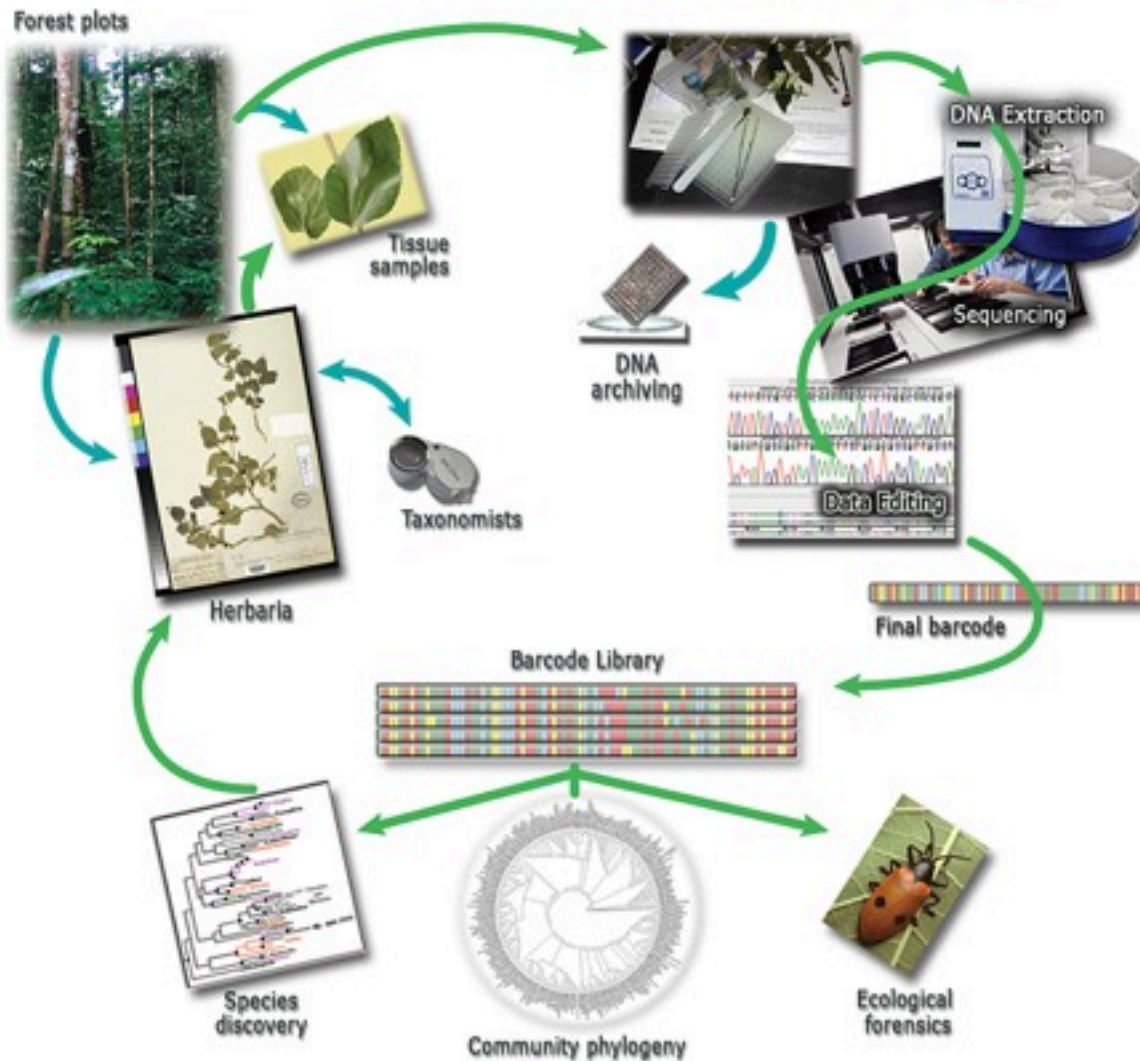 Forest plots
DNA Extraction
Tissue
samples
Sequencing
DNA
archiving
Data Editing
Taxonomists
Herbaria
Final barcode
Barcode Library
Species
discovery
Community phylogeny
Ecological
forensics